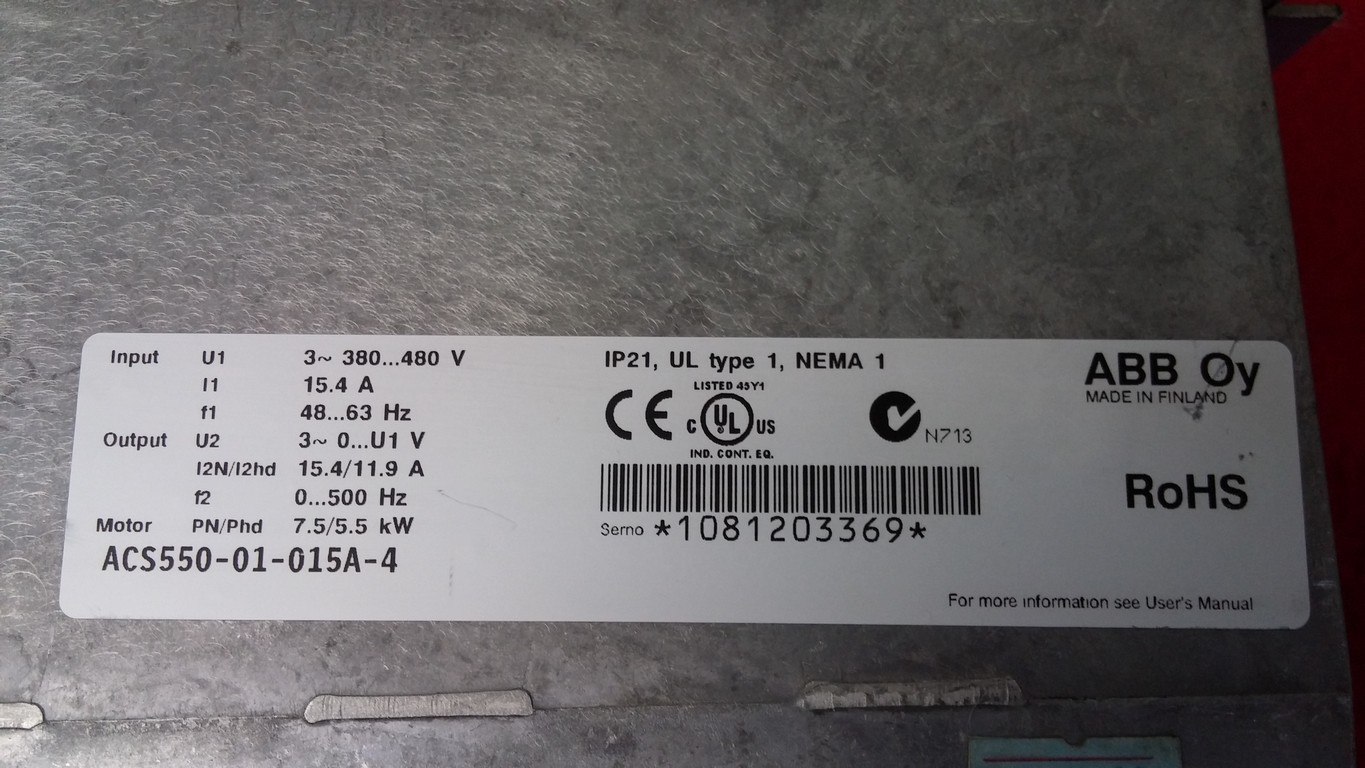 Input U1 3~ 380...480 V
I1 15.4 A
f1 48...63 Hz
Output U2 3~ 0...U1 V
I2N/I2hd 15.4/11.9 A
f2 0...500 Hz
Motor PN/Phd 7.5/5.5 kW
ACS550-01-015A-4
IP21, UL type 1, NEMA 1
LISTED 45Y1
CE C UL US N713
IND. CONT. EQ.
Serno *1081203369*
ABB Oy
MADE IN FINLAND
RoHS
For more information see User's Manual